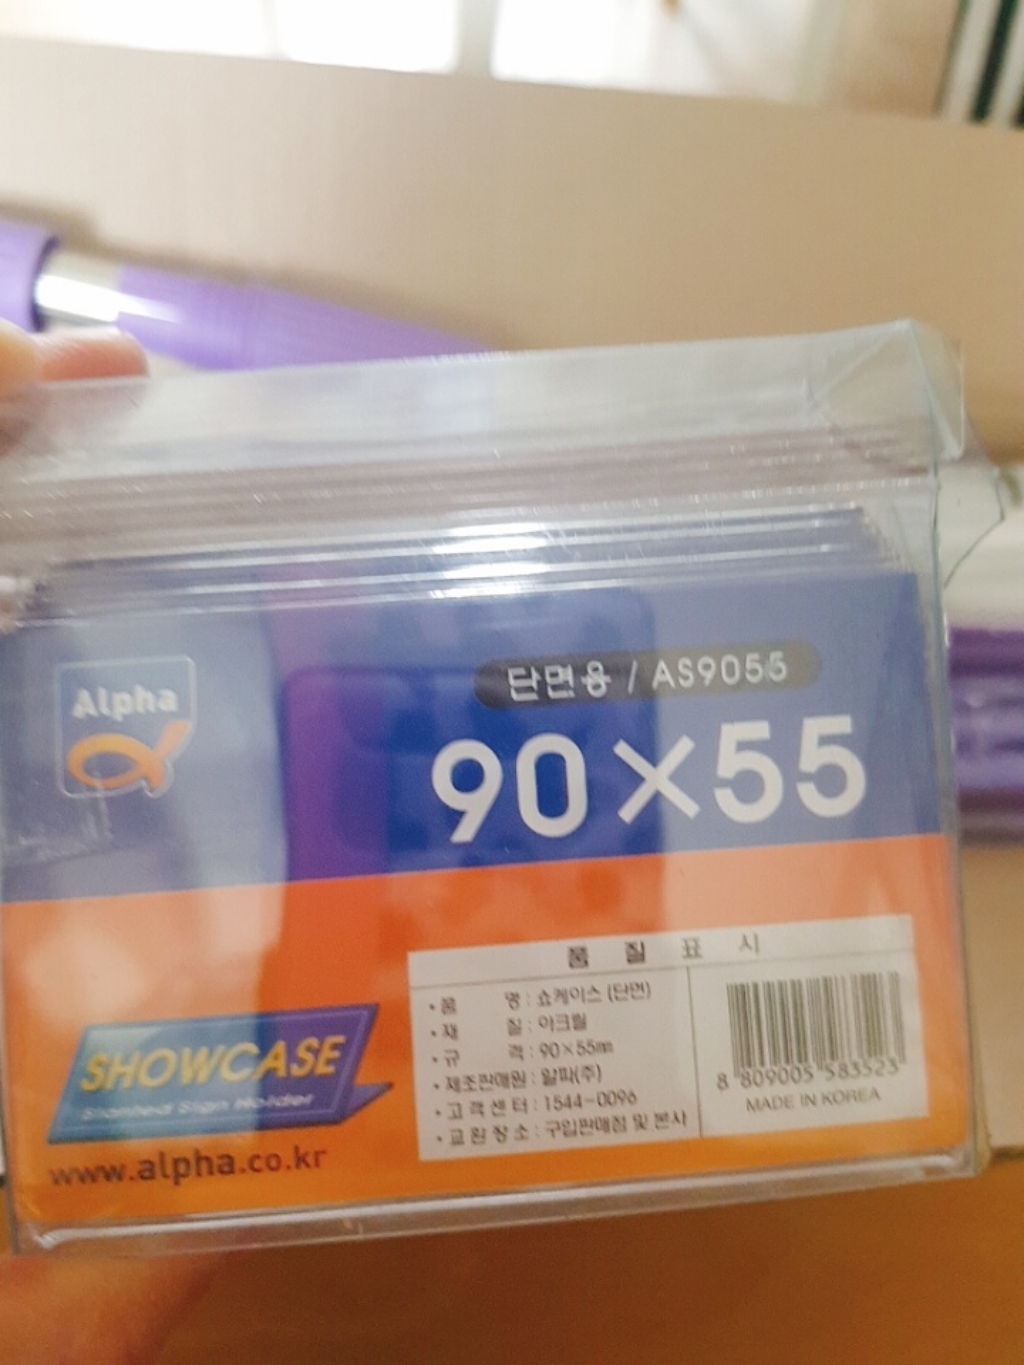 Alpha
단면용 / AS9055
90×55
품 질 표 시
• 품 명 : 쇼케이스 (단면)
• 재 질 : 아크릴
• 규 격 : 90×55㎜
• 제조판매원 : 알파(주)
• 고객센터 : 1544-0096
• 교환장소 : 구입판매점 및 본사
8 809005 583523
MADE IN KOREA
SHOWCASE
Slanted Sign Holder
www.alpha.co.kr